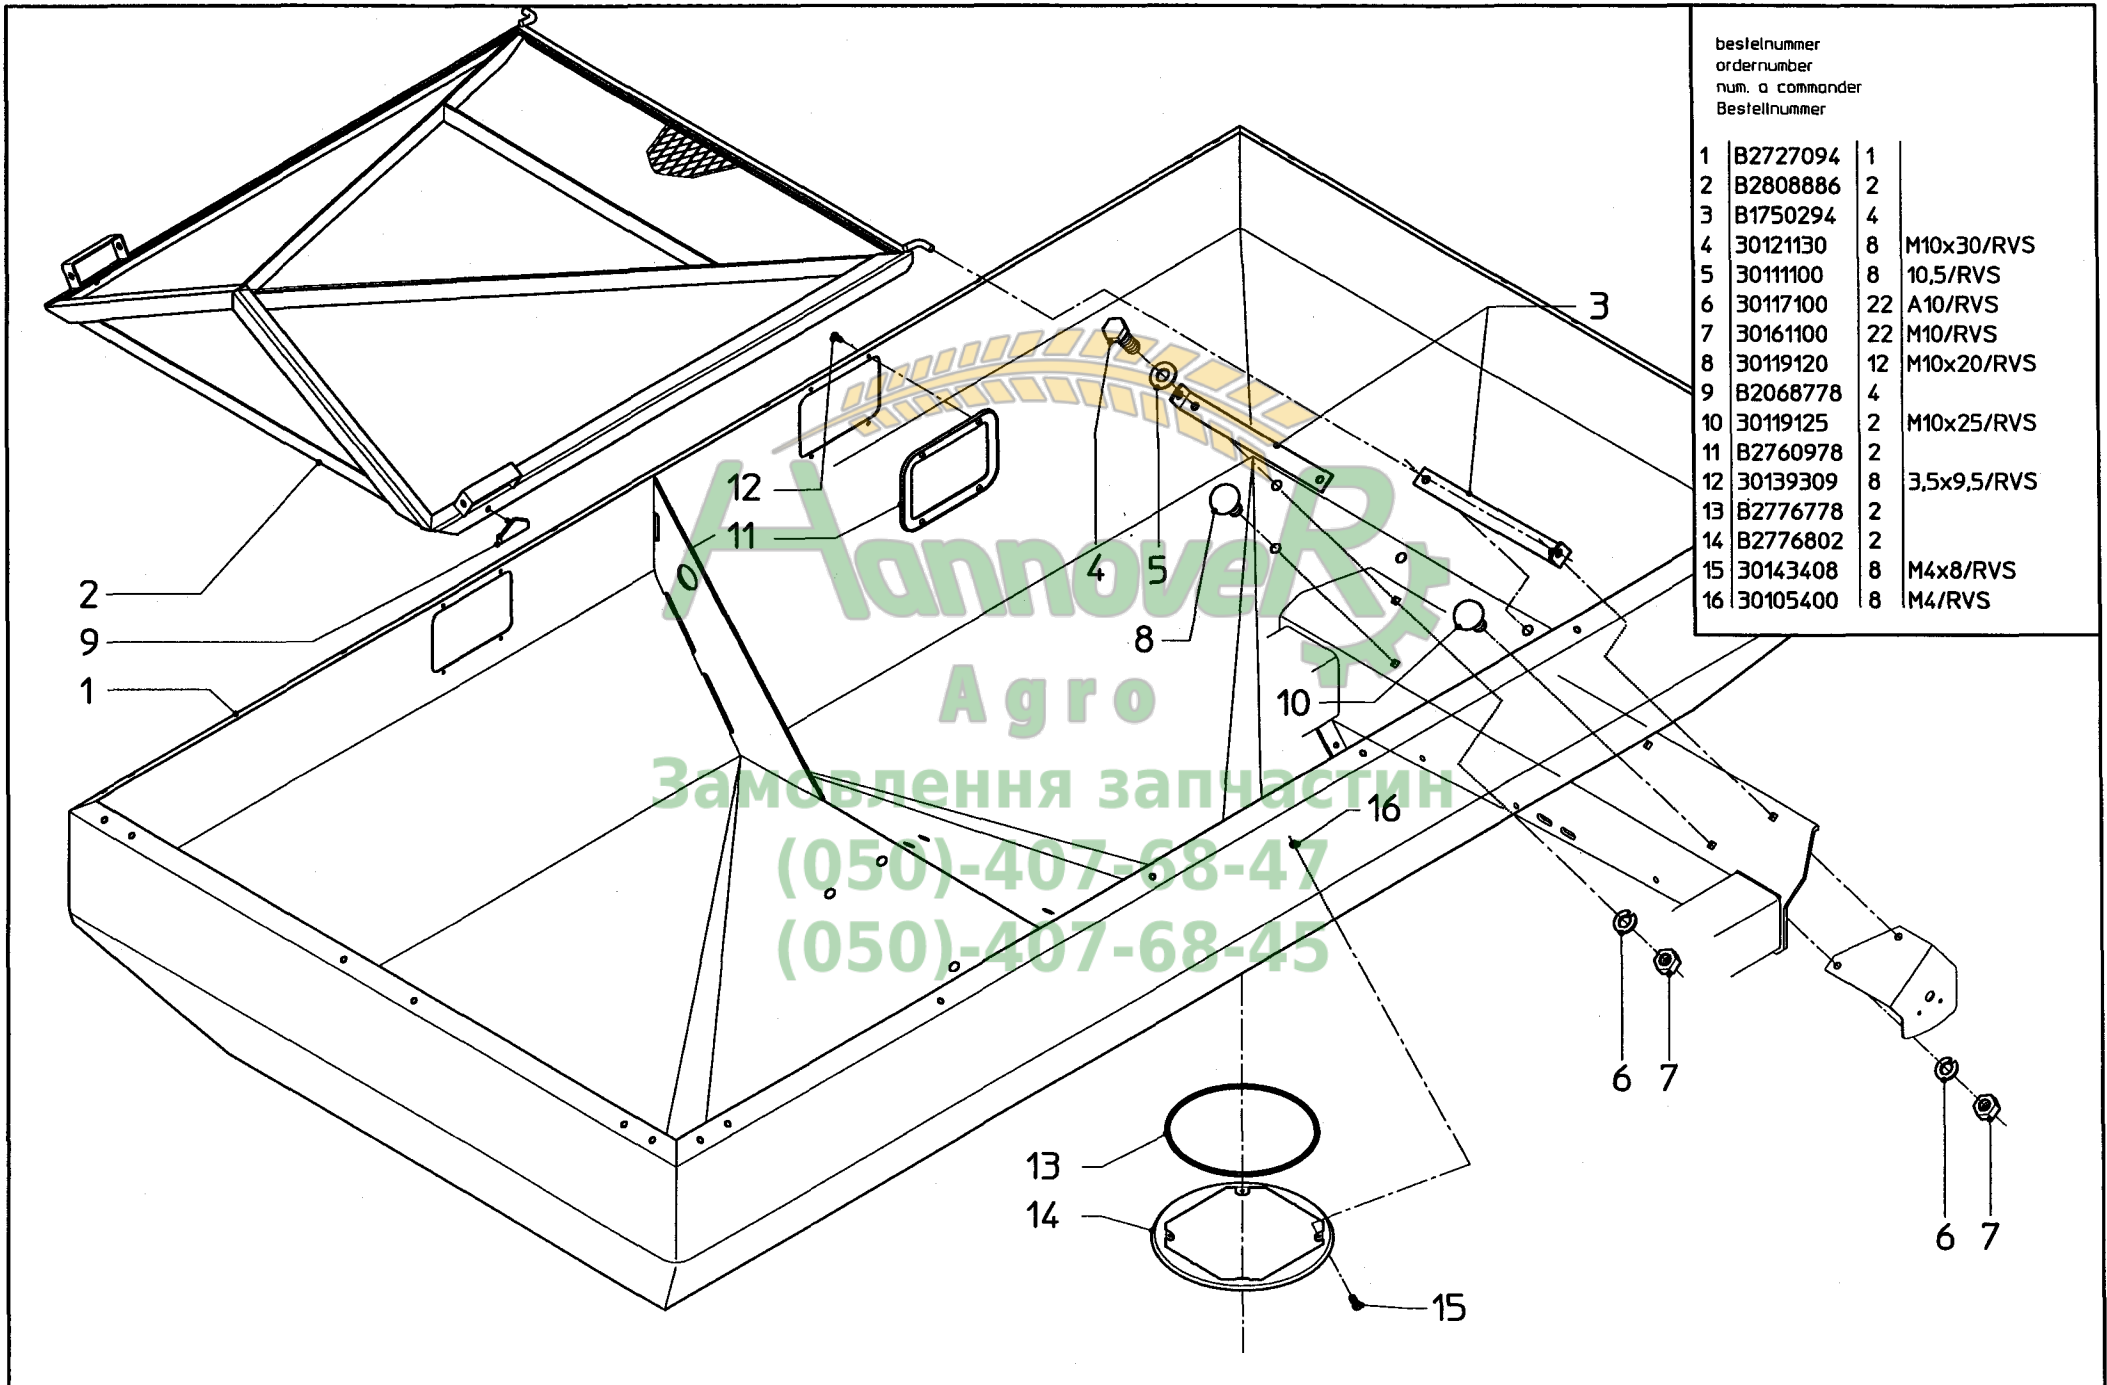 bestelnummer
ordernumber
num. a commander
Bestellnummer
1 B2727094 1
2 B2808886 2
3 B1750294 4
4 30121130 8 M10x30/RVS
5 30111100 8 10,5/RVS
6 30117100 22 A10/RVS
7 30161100 22 M10/RVS
8 30119120 12 M10x20/RVS
9 B2068778 4
10 30119125 2 M10x25/RVS
11 B2760978 2
12 30139309 8 3,5x9,5/RVS
13 B2776778 2
14 B2776802 2
15 30143408 8 M4x8/RVS
16 30105400 8 M4/RVS
3
12
11
4 5
2
9
8
1
10
16
HannoveR
Agro
Замовлення запчастин
(050)-407-68-47
(050)-407-68-45
6 7
13
14
6 7
15